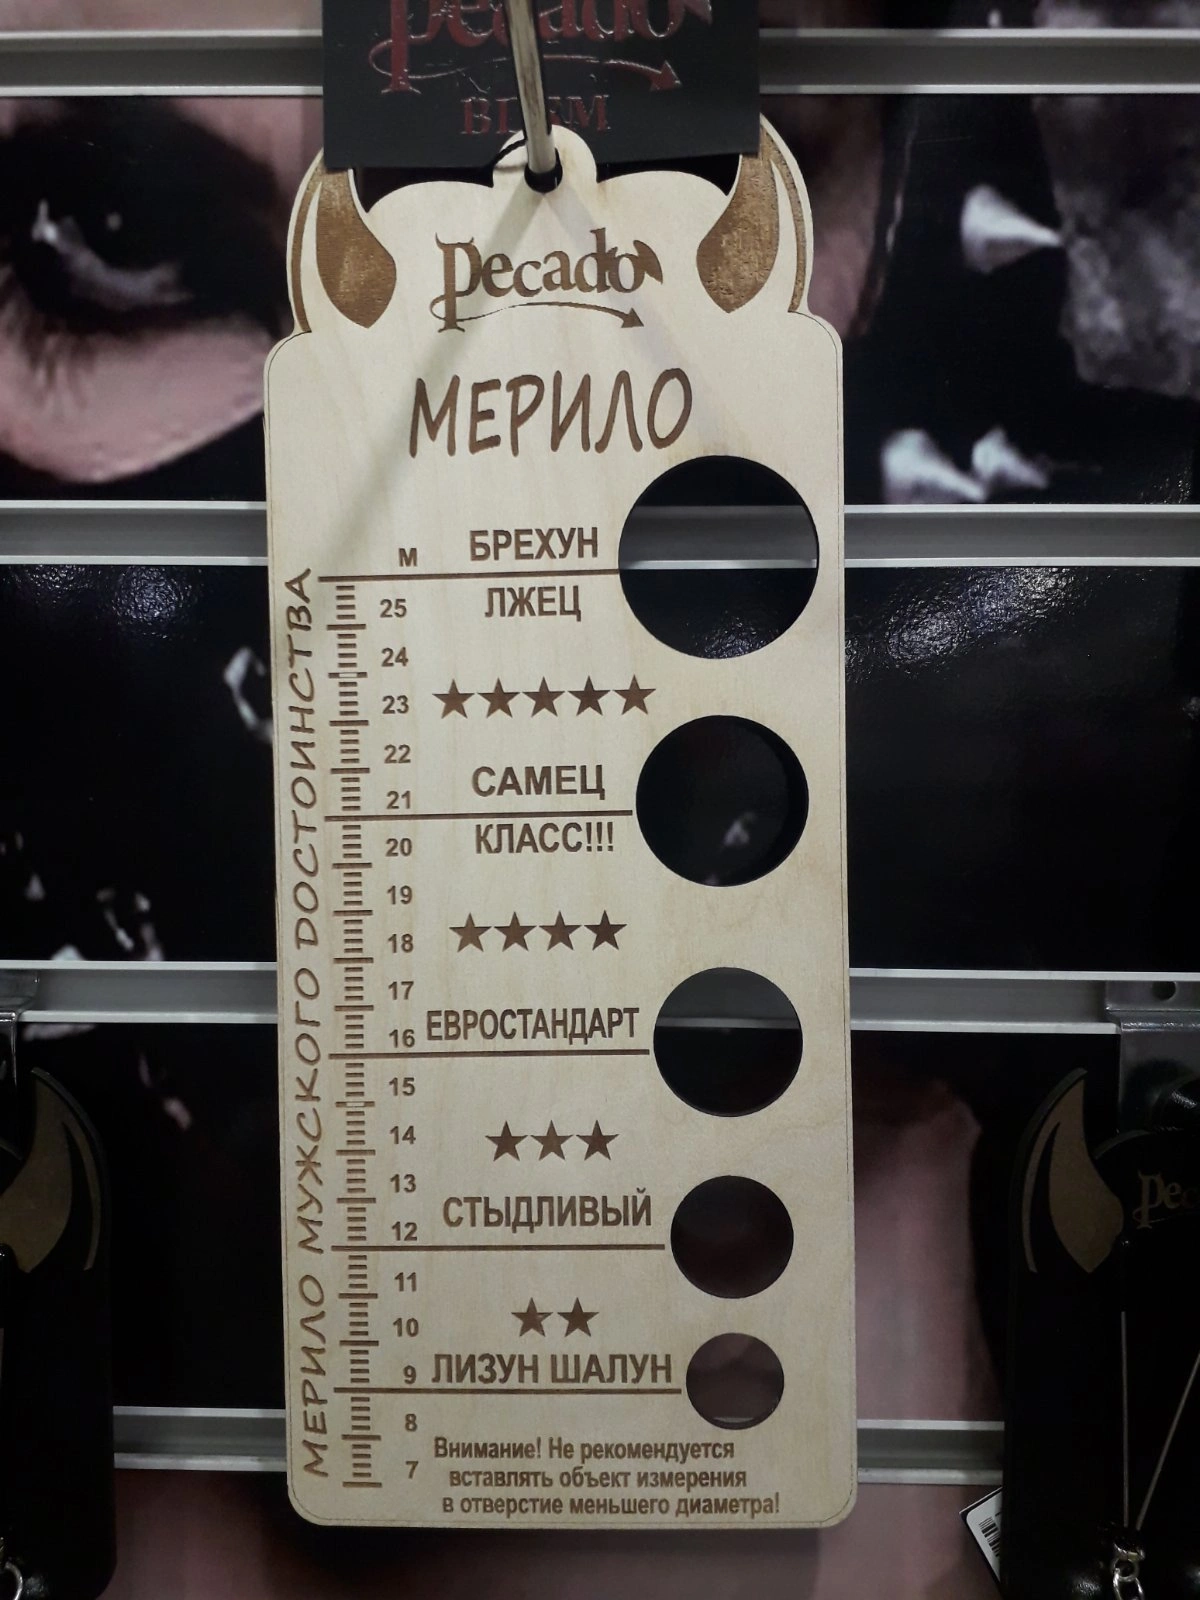 Pecado
BDSM
Pecado
МЕРИЛО
МЕРИЛО МУЖСКОГО ДОСТОИНСТВА
М БРЕХУН
ЛЖЕЦ
25
24
23
22
САМЕЦ
21
КЛАСС!!!
20
19
18
17
16 ЕВРОСТАНДАРТ
15
14
13
СТЫДЛИВЫЙ
12
11
10
9 ЛИЗУН ШАЛУН
8
7
Внимание! Не рекомендуется
вставлять объект измерения
в отверстие меньшего диаметра!